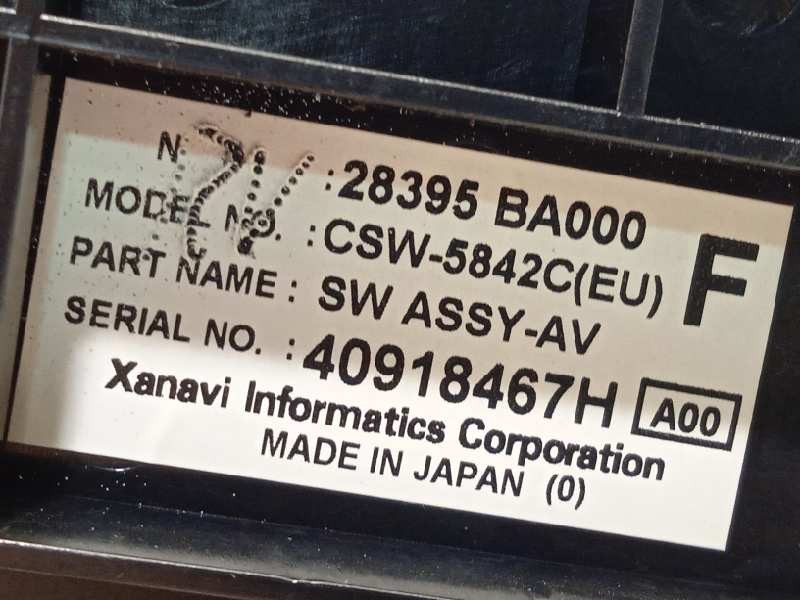 :28395 BA000
MODEL NO. :CSW-5842C(EU) F
PART NAME : SW ASSY-AV
SERIAL NO. :40918467H A00
Xanavi Informatics Corporation
MADE IN JAPAN (0)